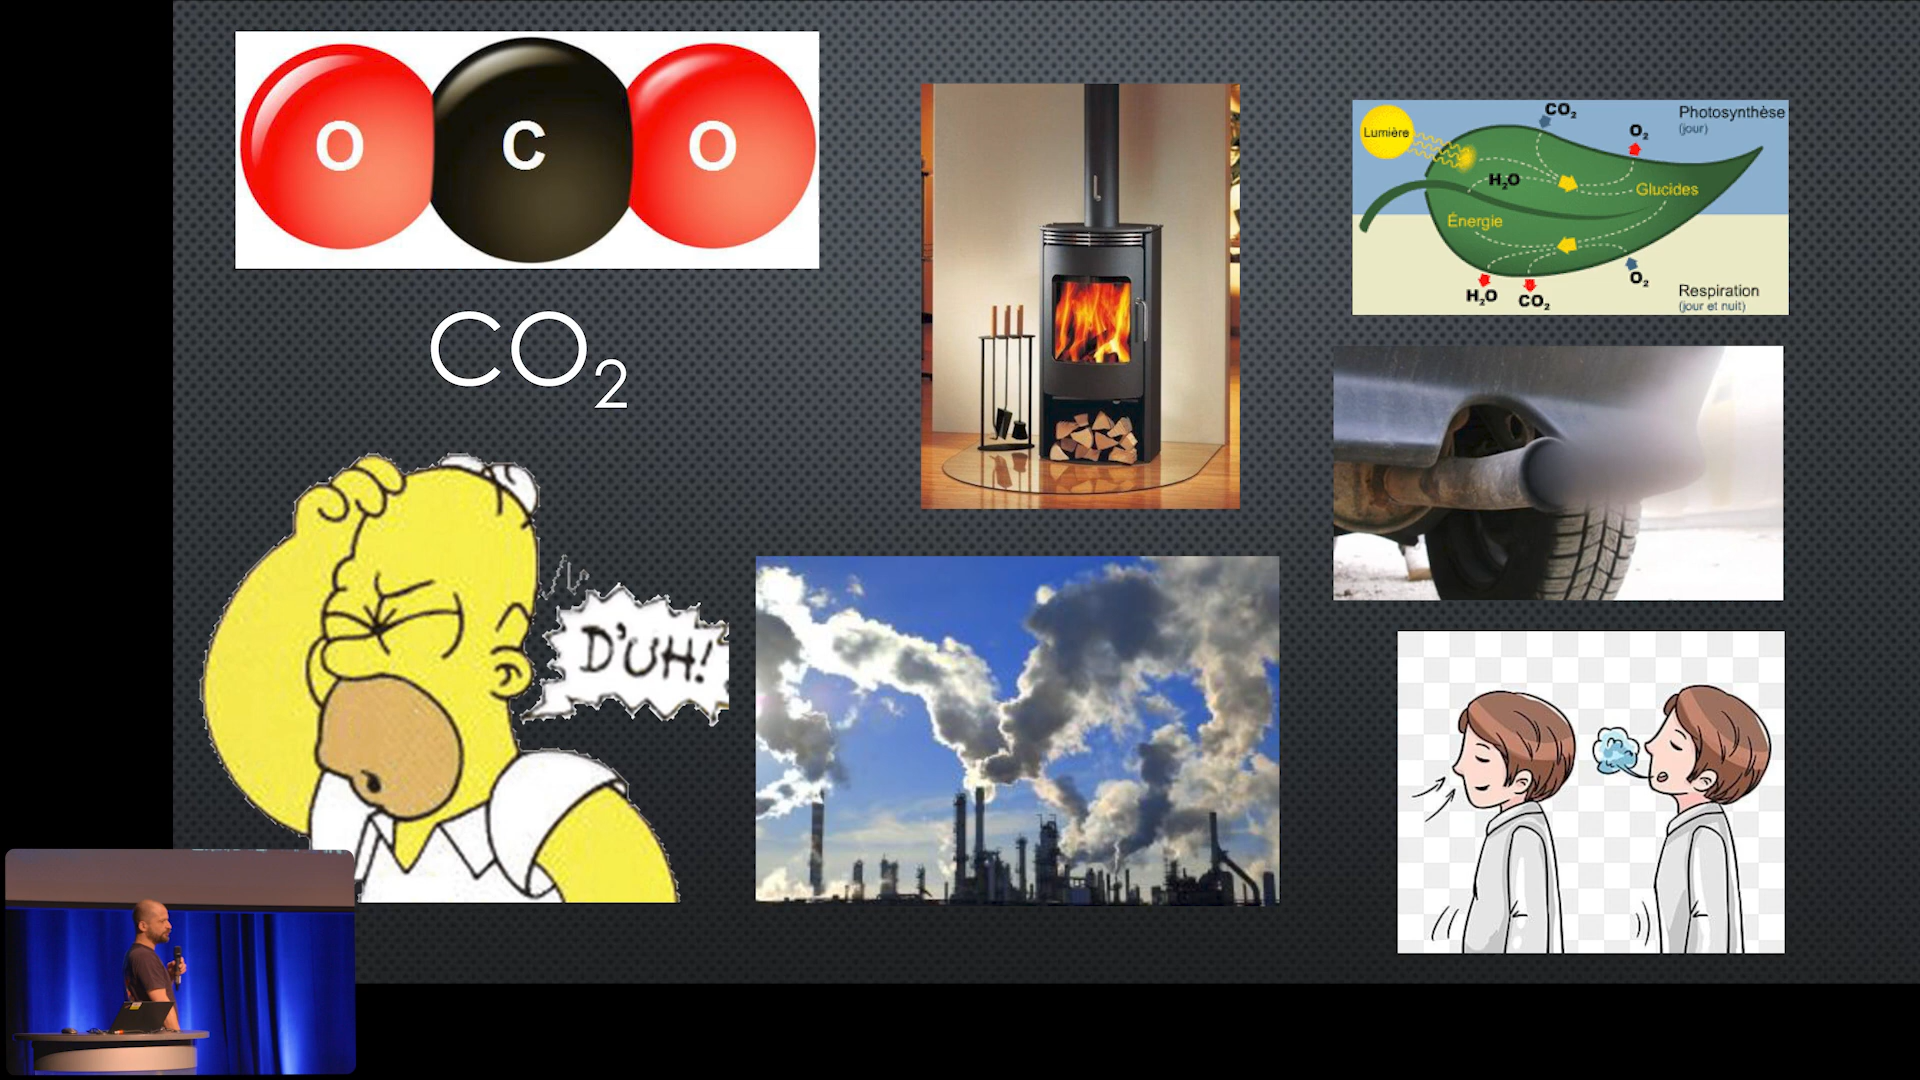 O C O
CO₂
D'UH!
CO₂
Photosynthèse
(jour)
Lumière
O₂
H₂O
Glucides
Énergie
O₂
H₂O
CO₂
Respiration
(jour et nuit)